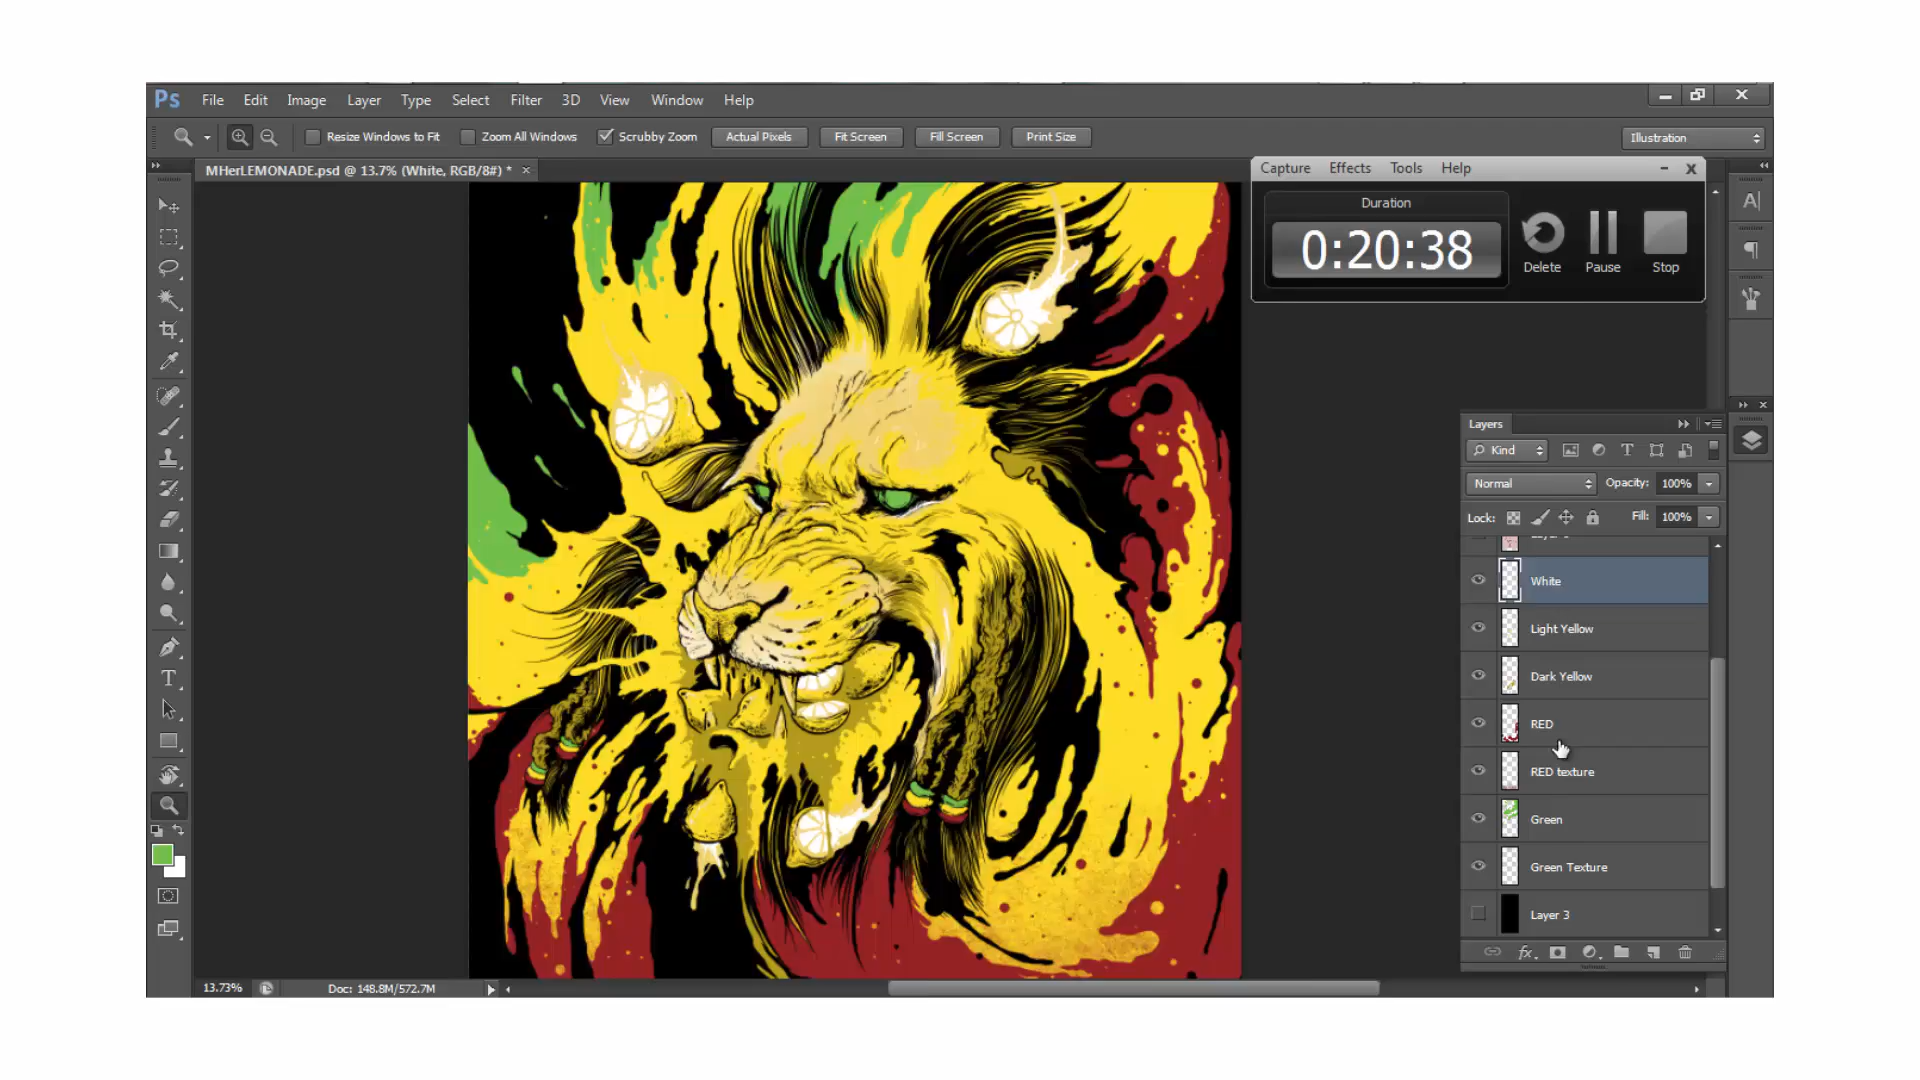 Ps File Edit Image Layer Type Select Filter 3D View Window Help
Resize Windows to Fit Zoom All Windows Scrubby Zoom Actual Pixels Fit Screen Fill Screen Print Size Illustration
MHerLEMONADE.psd @ 13.7% (White, RGB/8#) * ×
Capture Effects Tools Help
Duration
0:20:38
Delete Pause Stop
Layers
Kind
Normal Opacity: 100%
Lock: Fill: 100%
White
Light Yellow
Dark Yellow
RED
RED texture
Green
Green Texture
Layer 3
13.73% Doc: 148.8M/572.7M